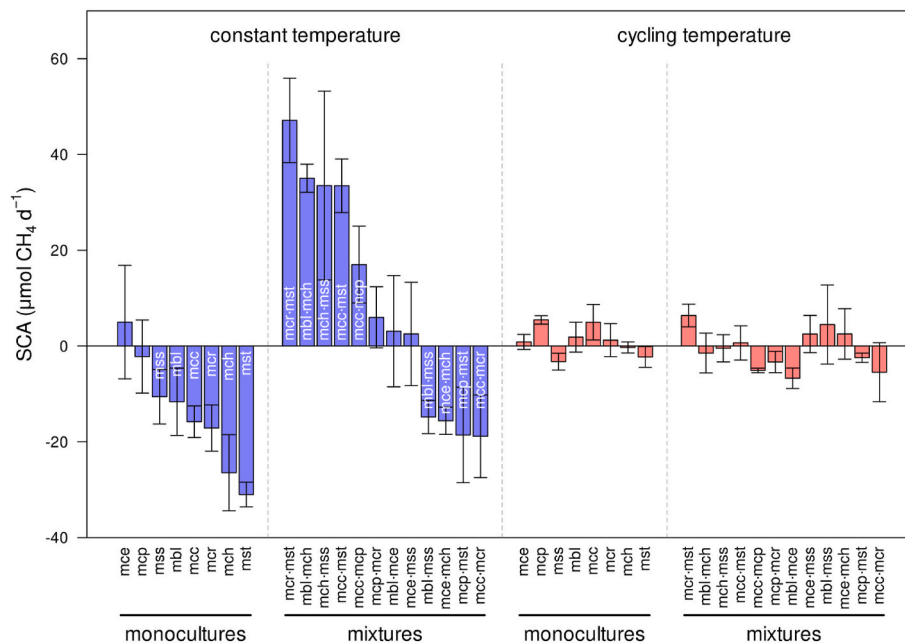 constant temperature
cycling temperature
60
40
20
0
-20
-40
SCA (μmol CH₄ d⁻¹)
mss
mbl
mcc
mcr
mch
mst
mcr·mst
mbl·mch
mch·mss
mcc·mst
mcc·mcp
mbl·mss
mce·mch
mcp·mst
mcc·mcr
mce
mcp
mss
mbl
mcc
mcr
mch
mst
mcr·mst
mbl·mch
mch·mss
mcc·mst
mcc·mcp
mcp·mcr
mbl·mce
mce·mss
mbl·mss
mce·mch
mcp·mst
mcc·mcr
mce
mcp
mss
mbl
mcc
mcr
mch
mst
mcr·mst
mbl·mch
mch·mss
mcc·mst
mcc·mcp
mcp·mcr
mbl·mce
mce·mss
mbl·mss
mce·mch
mcp·mst
mcc·mcr
monocultures
mixtures
monocultures
mixtures